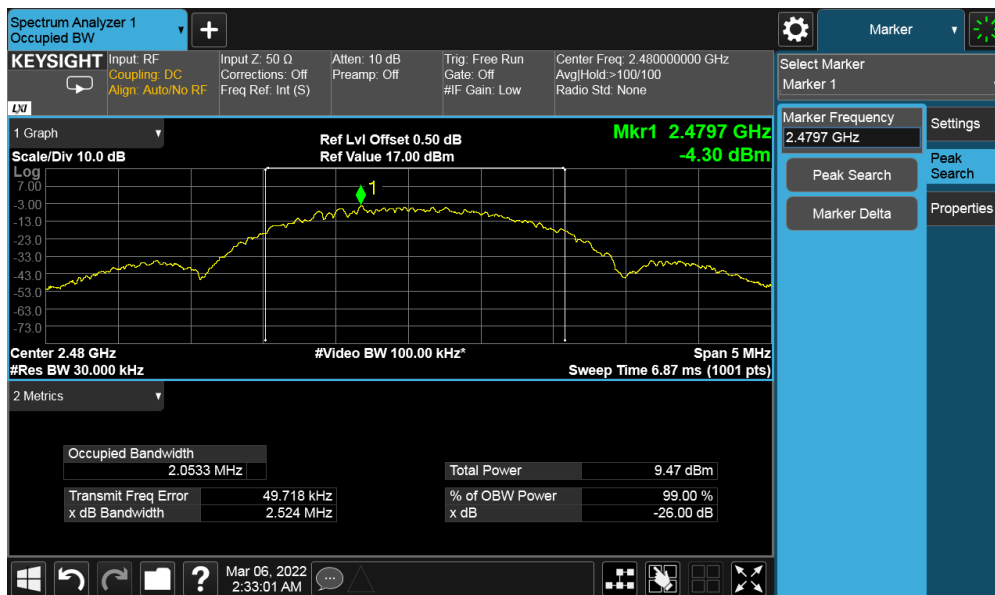 Spectrum Analyzer 1
Occupied BW
+
Marker
KEYSIGHT
LXI
Input: RF
Coupling: DC
Align: Auto/No RF
Input Z: 50 Ω
Corrections: Off
Freq Ref: Int (S)
Atten: 10 dB
Preamp: Off
Trig: Free Run
Gate: Off
#IF Gain: Low
Center Freq: 2.480000000 GHz
Avg|Hold:>100/100
Radio Std: None
Select Marker
Marker 1
Marker Frequency
2.4797 GHz
Peak Search
Marker Delta
Settings
Peak
Search
Properties
1 Graph
Scale/Div 10.0 dB
Ref Lvl Offset 0.50 dB
Ref Value 17.00 dBm
Mkr1 2.4797 GHz
-4.30 dBm
Log
7.00
-3.00
-13.0
-23.0
-33.0
-43.0
-53.0
-63.0
-73.0
1
Center 2.48 GHz
#Video BW 100.00 kHz*
Span 5 MHz
#Res BW 30.000 kHz
Sweep Time 6.87 ms (1001 pts)
2 Metrics
Occupied Bandwidth
2.0533 MHz
Total Power 9.47 dBm
Transmit Freq Error 49.718 kHz
% of OBW Power 99.00 %
x dB Bandwidth 2.524 MHz
x dB -26.00 dB
?
Mar 06, 2022
2:33:01 AM